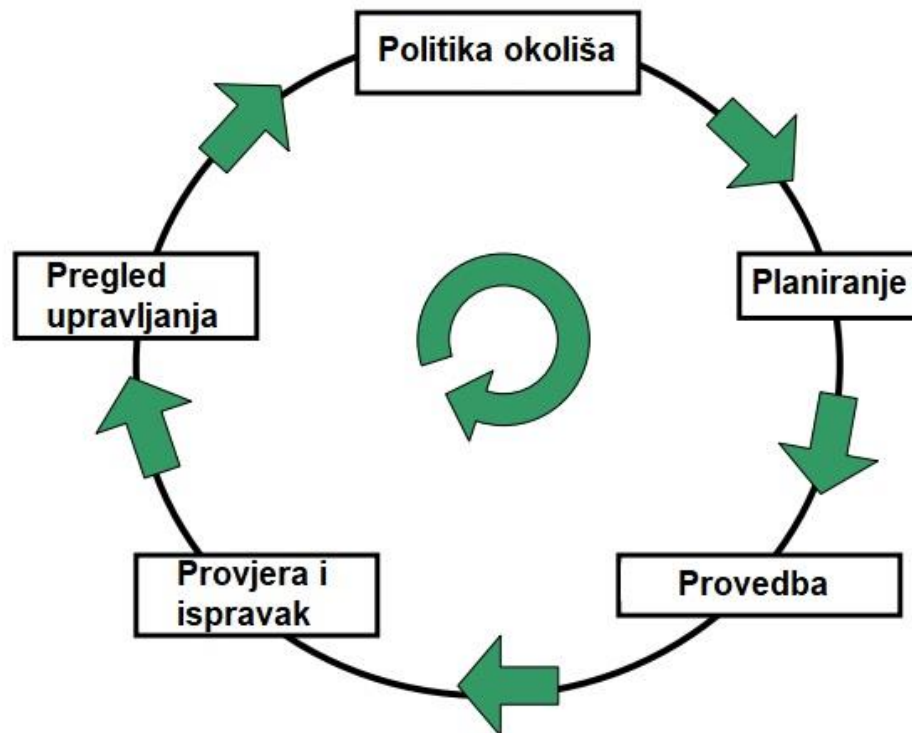 Politika okoliša
Planiranje
Provedba
Provjera i
ispravak
Pregled
upravljanja